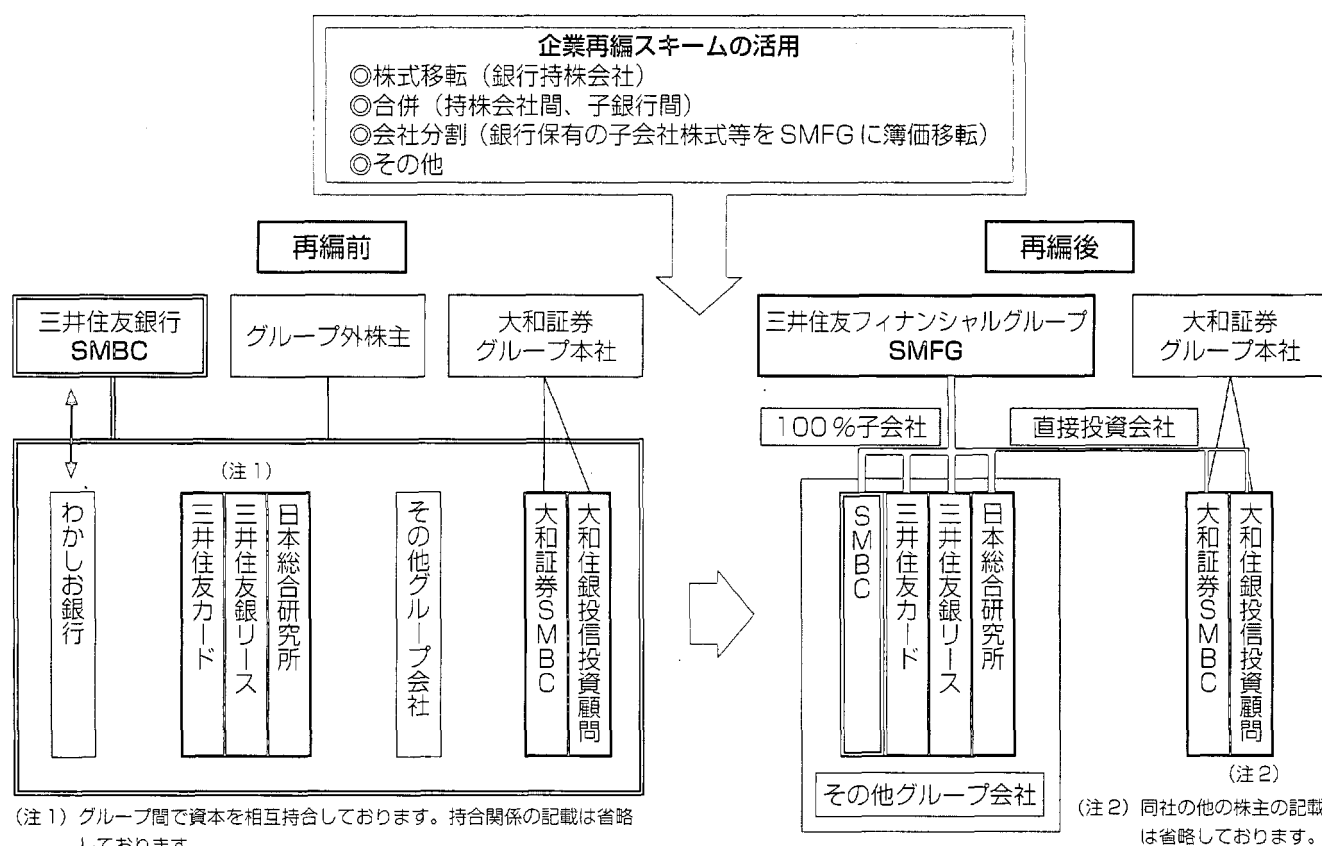 企業再編スキームの活用
◎株式移転（銀行持株会社）
◎合併（持株会社間、子銀行間）
◎会社分割（銀行保有の子会社株式等をSMFGに簿価移転）
◎その他
再編前
三井住友銀行
SMBC
グループ外株主
大和証券
グループ本社
（注1）
わかしお銀行
三井住友カード
三井住友銀リース
日本総合研究所
その他グループ会社
大和証券SMBC
大和住銀投信投資顧問
（注1）グループ間で資本を相互持合しております。持合関係の記載は省略
しております。
再編後
三井住友フィナンシャルグループ
SMFG
大和証券
グループ本社
100％子会社
直接投資会社
SMBC
三井住友カード
三井住友銀リース
日本総合研究所
その他グループ会社
大和証券SMBC
大和住銀投信投資顧問
（注2）
（注2）同社の他の株主の記載
は省略しております。